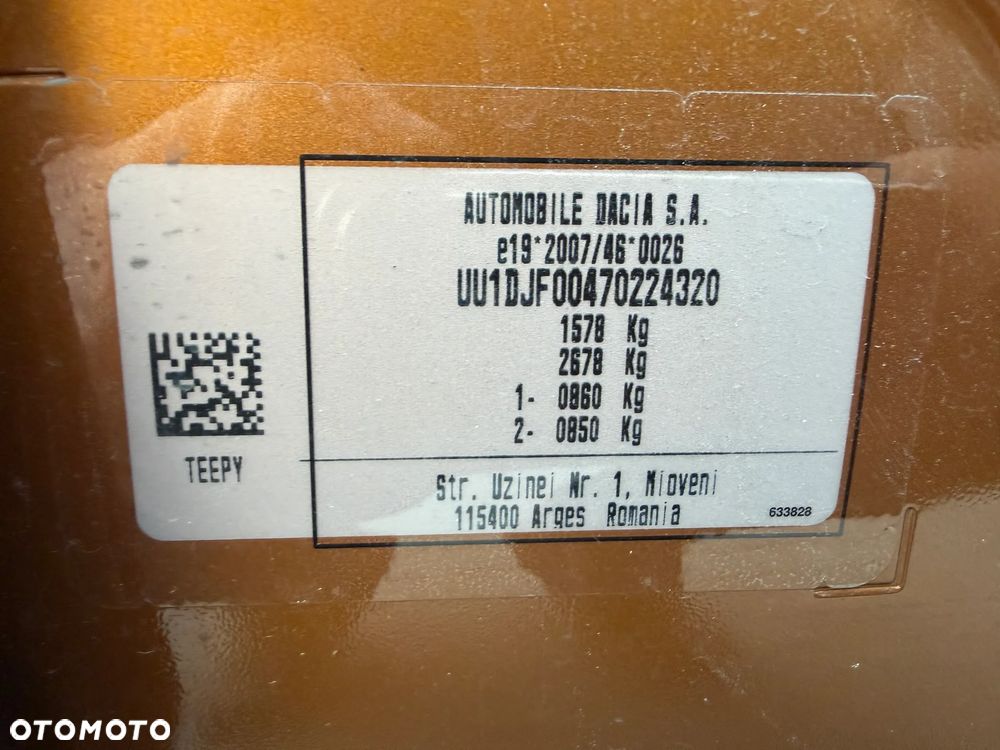 AUTOMOBILE DACIA S.A.
e19*2007/46*0026
UU1DJF00470224320
1578 Kg
2678 Kg
1- 0860 Kg
2- 0850 Kg
TEEPY
Str. Uzinei Nr. 1, Mioveni
115400 Arges Romania
633828
OTOMOTO